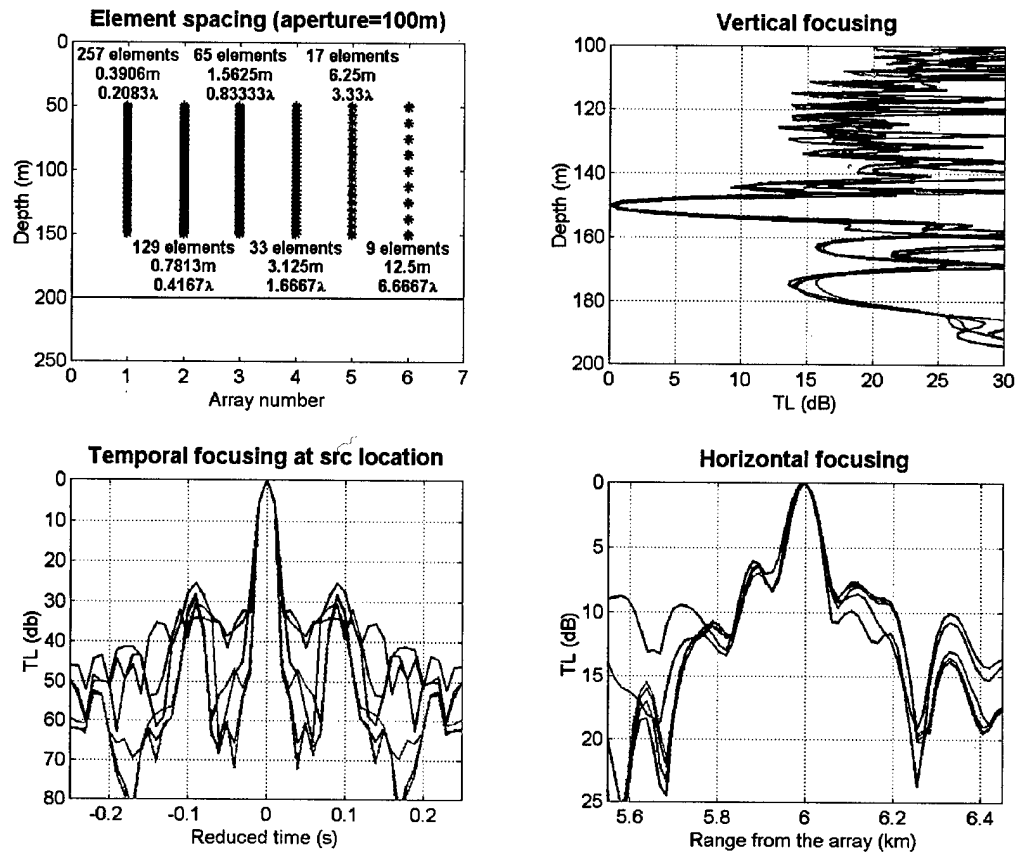 Element spacing (aperture=100m)
0
50
100
150
200
250
Depth (m)
257 elements
0.3906m
0.2083λ
65 elements
1.5625m
0.83333λ
17 elements
6.25m
3.33λ
129 elements
0.7813m
0.4167λ
33 elements
3.125m
1.6667λ
9 elements
12.5m
6.6667λ
0 1 2 3 4 5 6 7
Array number
Vertical focusing
100
120
140
160
180
200
Depth (m)
0 5 10 15 20 25 30
TL (dB)
Temporal focusing at src location
0
10
20
30
40
50
60
70
80
TL (db)
-0.2 -0.1 0 0.1 0.2
Reduced time (s)
Horizontal focusing
0
5
10
15
20
25
TL (dB)
5.6 5.8 6 6.2 6.4
Range from the array (km)